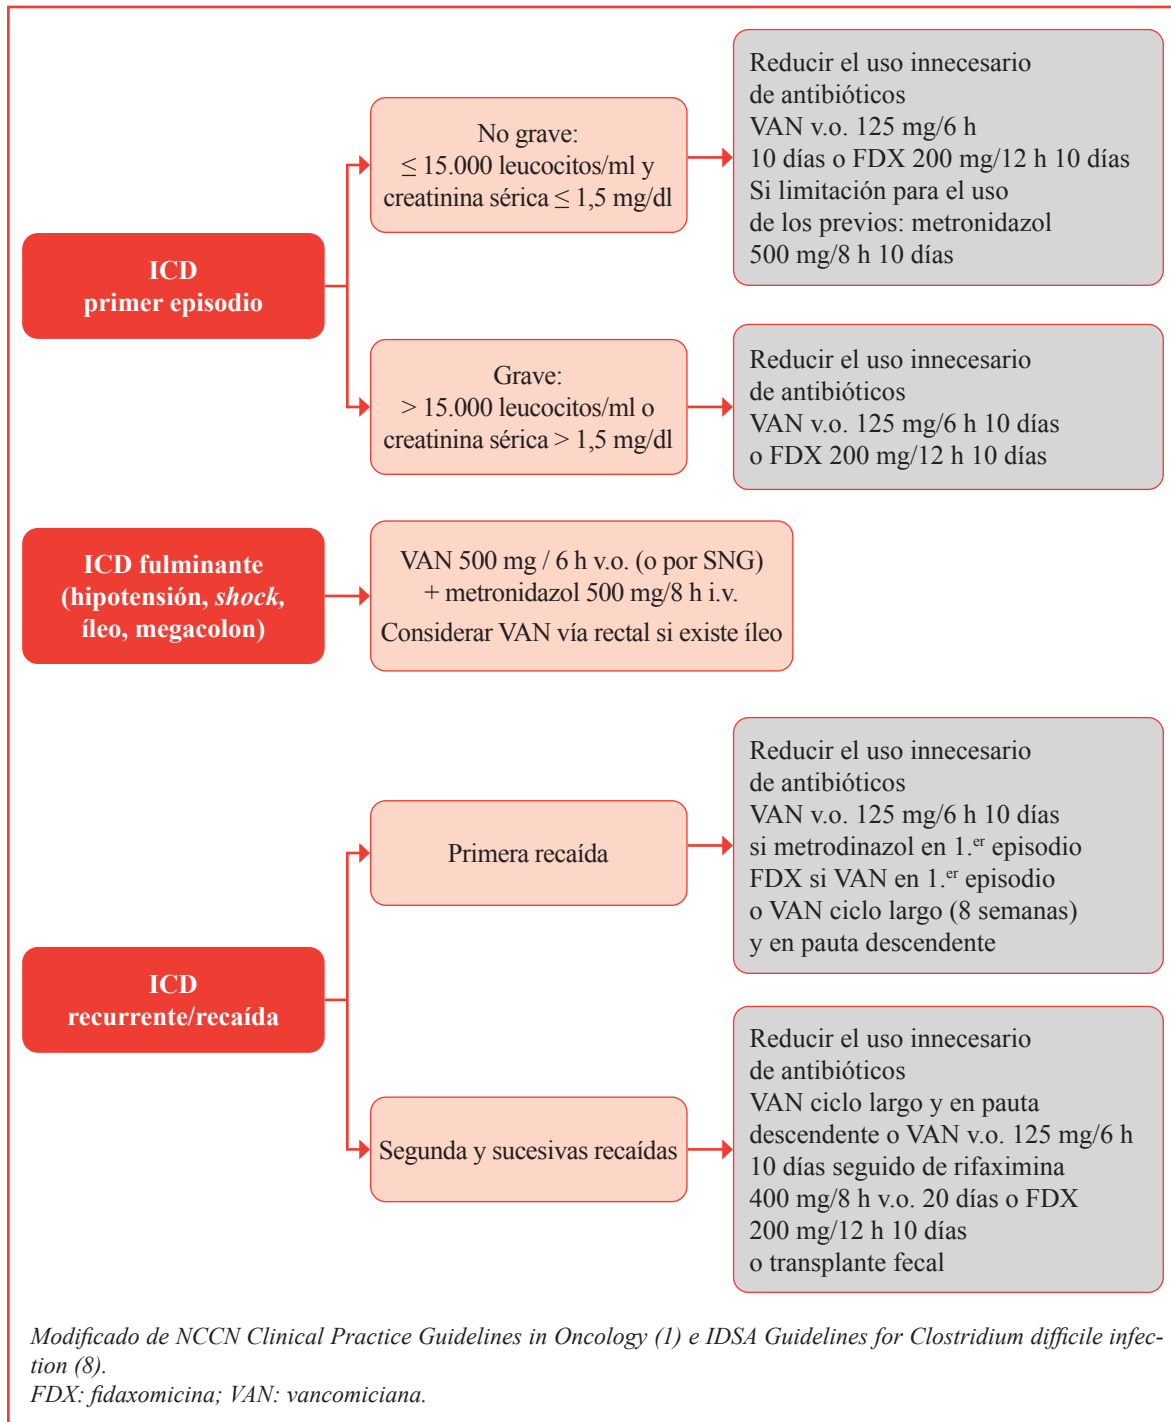 ICD
primer episodio
No grave:
≤ 15.000 leucocitos/ml y
creatinina sérica ≤ 1,5 mg/dl
Reducir el uso innecesario
de antibióticos
VAN v.o. 125 mg/6 h
10 días o FDX 200 mg/12 h 10 días
Si limitación para el uso
de los previos: metronidazol
500 mg/8 h 10 días
Grave:
> 15.000 leucocitos/ml o
creatinina sérica > 1,5 mg/dl
Reducir el uso innecesario
de antibióticos
VAN v.o. 125 mg/6 h 10 días
o FDX 200 mg/12 h 10 días
ICD fulminante
(hipotensión, shock,
íleo, megacolon)
VAN 500 mg / 6 h v.o. (o por SNG)
+ metronidazol 500 mg/8 h i.v.
Considerar VAN vía rectal si existe íleo
ICD
recurrente/recaída
Primera recaída
Reducir el uso innecesario
de antibióticos
VAN v.o. 125 mg/6 h 10 días
si metrodinazol en 1.er episodio
FDX si VAN en 1.er episodio
o VAN ciclo largo (8 semanas)
y en pauta descendente
Segunda y sucesivas recaídas
Reducir el uso innecesario
de antibióticos
VAN ciclo largo y en pauta
descendente o VAN v.o. 125 mg/6 h
10 días seguido de rifaximina
400 mg/8 h v.o. 20 días o FDX
200 mg/12 h 10 días
o transplante fecal
Modificado de NCCN Clinical Practice Guidelines in Oncology (1) e IDSA Guidelines for Clostridium difficile infec-
tion (8).
FDX: fidaxomicina; VAN: vancomiciana.